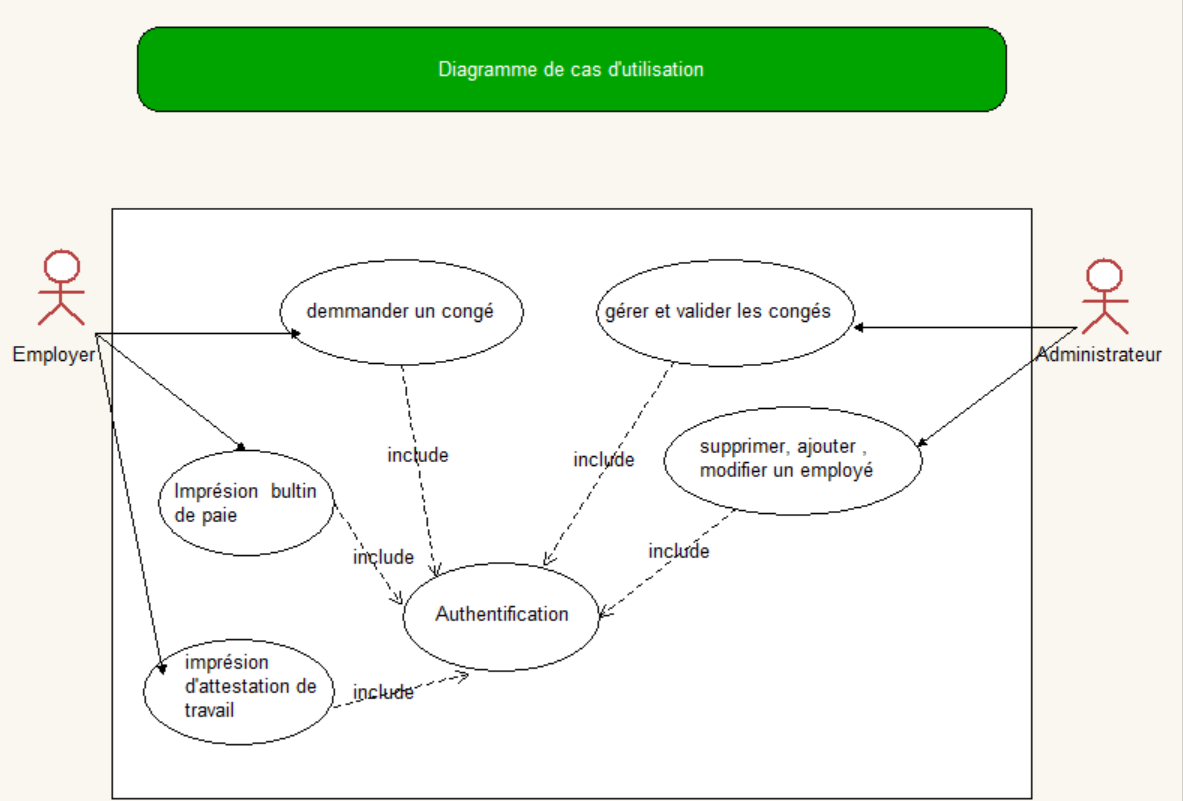 Diagramme de cas d'utilisation
demmander un congé
gérer et valider les congés
Employer
Administrateur
include
include
supprimer, ajouter ,
modifier un employé
Imprésion bultin
de paie
include
include
Authentification
imprésion
d'attestation de
travail
include